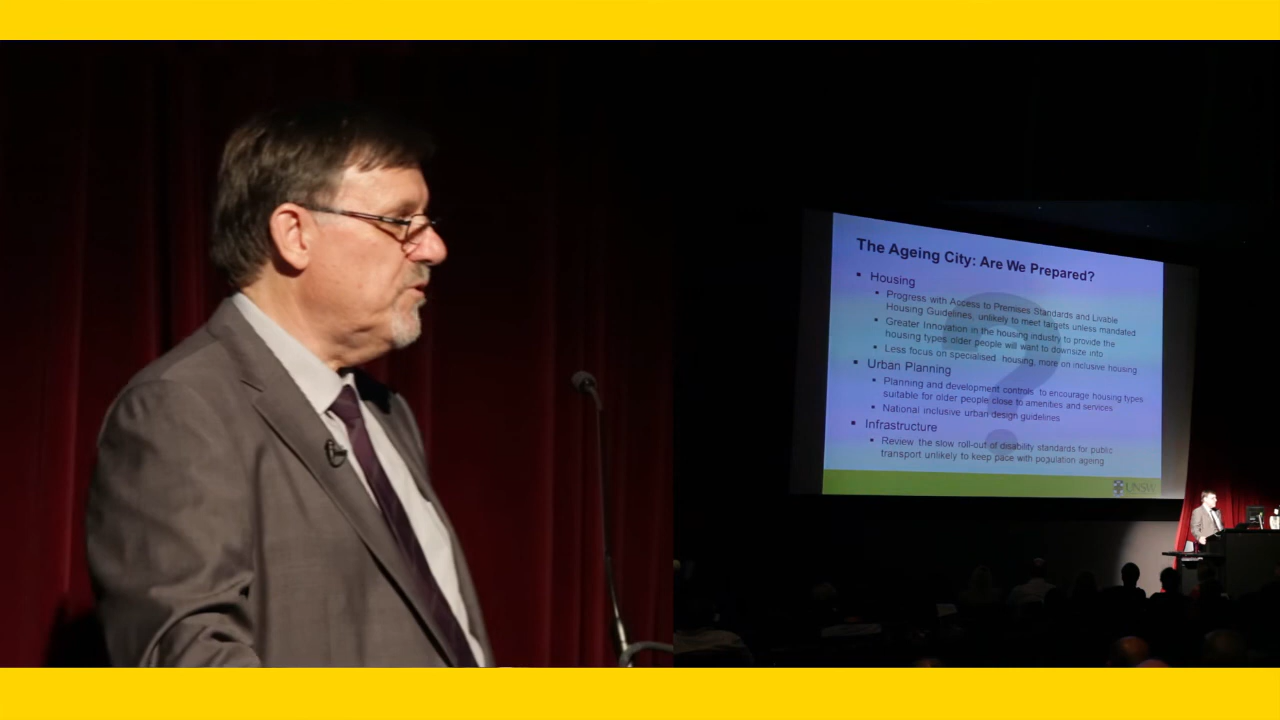 The Ageing City: Are We Prepared?
Housing
Progress with Access to Premises Standards and Livable
Housing Guidelines, unlikely to meet targets unless mandated
Greater Innovation in the housing industry to provide the
housing types older people will want to downsize into
Less focus on specialised housing, more on inclusive housing
Urban Planning
Planning and development controls to encourage housing types
suitable for older people close to amenities and services
National inclusive urban design guidelines
Infrastructure
Review the slow roll-out of disability standards for public
transport unlikely to keep pace with population ageing
UNSW